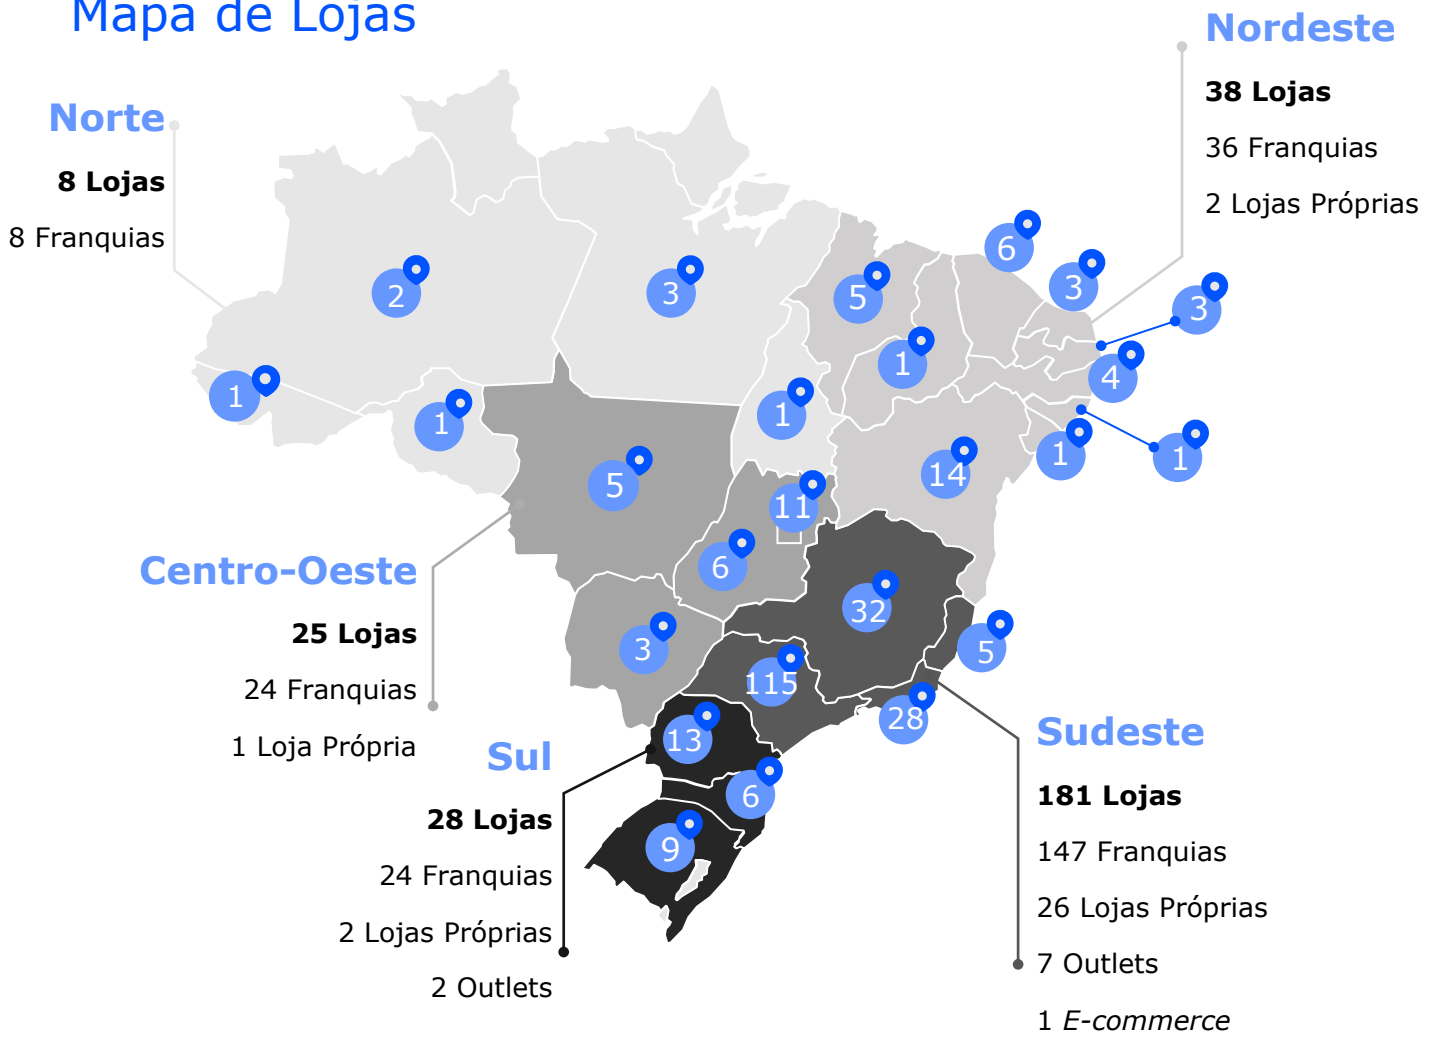 Mapa de Lojas
Norte
8 Lojas
8 Franquias
Nordeste
38 Lojas
36 Franquias
2 Lojas Próprias
6
3
3
2
3
5
1
4
1
1
1
1
1
14
5
11
6
32
3
5
115
28
13
6
9
Centro-Oeste
25 Lojas
24 Franquias
1 Loja Própria
Sul
28 Lojas
24 Franquias
2 Lojas Próprias
2 Outlets
Sudeste
181 Lojas
147 Franquias
26 Lojas Próprias
7 Outlets
1 E-commerce